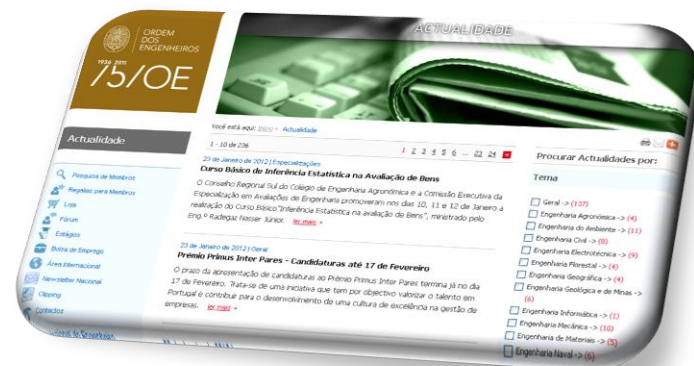 ORDEM
DOS
ENGENHEIROS
1936 2011
75/OE
ACTUALIDADE
Actualidade
Pesquisa de Membros
Regalias para Membros
Loja
Fórum
Estágios
Bolsa de Emprego
Área Internacional
Newsletter Nacional
Clipping
Contactos
você está aqui: Início Actualidade
1 - 10 de 236
1 2 3 4 5 6 ... 23 24
23 de Janeiro de 2012 | Especializações
Curso Básico de Inferência Estatística na Avaliação de Bens
O Conselho Regional Sul do Colégio de Engenharia Agronómica e a Comissão Executiva da
Especialização em Avaliações de Engenharia promoveram nos dias 10, 11 e 12 de Janeiro a
realização do Curso Básico "Inferência Estatística na avaliação de Bens", ministrado pelo
Eng.º Radegaz Nasser Júnior. ler mais
23 de Janeiro de 2012 | Geral
Prémio Primus Inter Pares - Candidaturas até 17 de Fevereiro
O prazo da apresentação de candidaturas ao Prémio Primus Inter Pares termina já no dia
17 de Fevereiro. Trata-se de uma iniciativa que tem por objectivo valorizar o talento em
Portugal e contribuir para o desenvolvimento de uma cultura de excelência na gestão de
empresas. ler mais
Procurar Actualidades por:
Tema
Geral -> (137)
Engenharia Agronómica -> (4)
Engenharia do Ambiente -> (11)
Engenharia Civil -> (8)
Engenharia Electrotécnica -> (9)
Engenharia Florestal -> (4)
Engenharia Geográfica -> (4)
Engenharia Geológica e de Minas ->
(6)
Engenharia Informática -> (1)
Engenharia Mecânica -> (10)
Engenharia de Materiais -> (5)
Engenharia Naval -> (6)